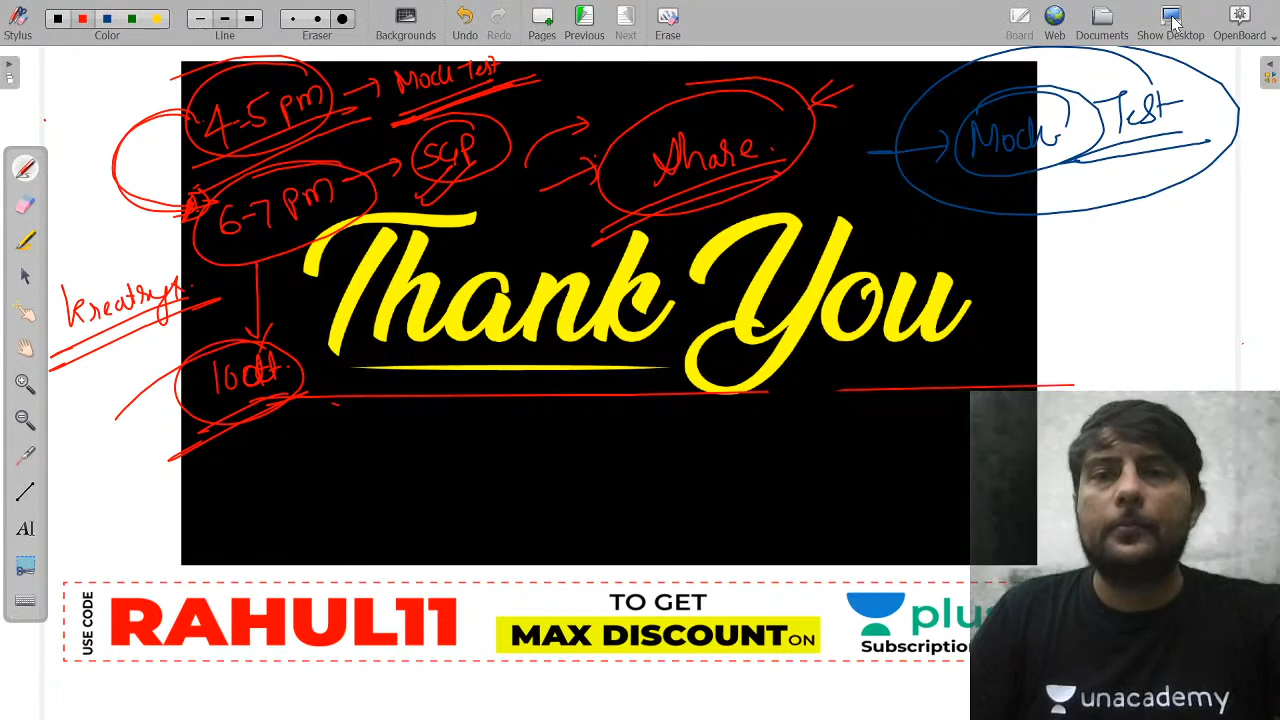 Stylus
Color
Line
Eraser
Backgrounds
Undo
Redo
Pages
Previous
Next
Erase
Board
Web
Documents
Show Desktop
OpenBoard
4-5 pm
Mock Test
6-7 pm
SGP
Share.
Mock Test
Kreatryx.
Thank You
USE CODE
RAHUL11
TO GET
MAX DISCOUNT ON
plus
Subscription
unacademy